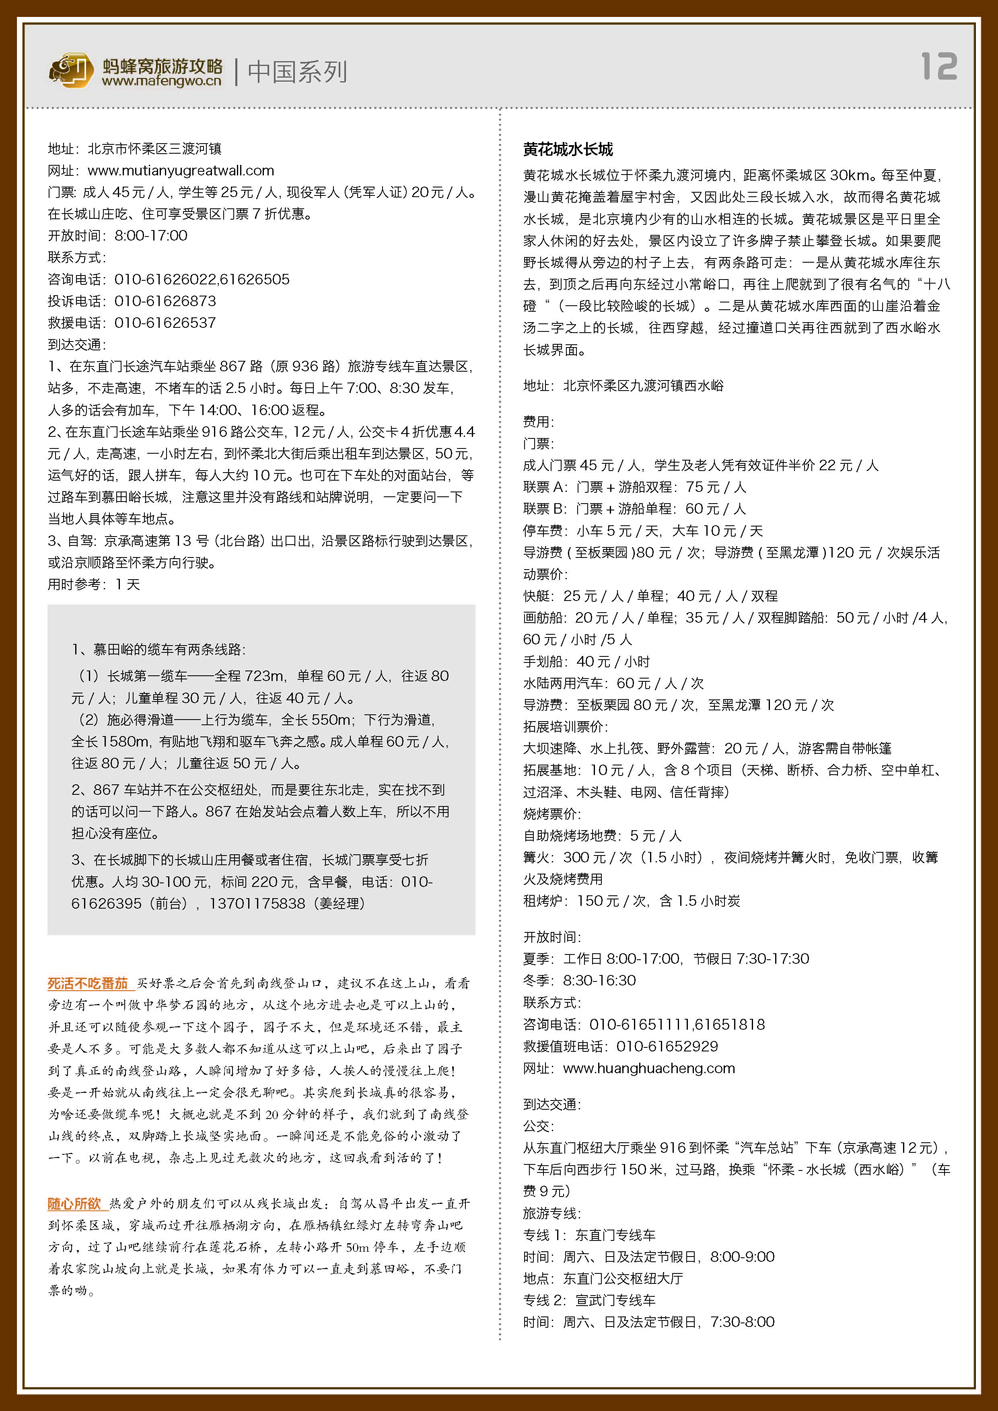 蚂蜂窝旅游攻略
www.mafengwo.cn
中国系列
12
地址：北京市怀柔区三渡河镇
网址：www.mutianyugreatwall.com
门票：成人 45 元 / 人，学生等 25 元 / 人，现役军人（凭军人证）20 元 / 人。
在长城山庄吃、住可享受景区门票 7 折优惠。
开放时间：8:00-17:00
联系方式：
咨询电话：010-61626022,61626505
投诉电话：010-61626873
救援电话：010-61626537
到达交通：
1、在东直门长途汽车站乘坐 867 路（原 936 路）旅游专线车直达景区，
站多，不走高速，不堵车的话 2.5 小时。每日上午 7:00、8:30 发车，
人多的话会有加车，下午 14:00、16:00 返程。
2、在东直门长途车站乘坐 916 路公交车，12 元 / 人，公交卡 4 折优惠 4.4
元 / 人，走高速，一小时左右，到怀柔北大街后乘出租车到达景区，50 元，
运气好的话，跟人拼车，每人大约 10 元。也可在下车处的对面站台，等
过路车到慕田峪长城，注意这里并没有路线和站牌说明，一定要问一下
当地人具体等车地点。
3、自驾：京承高速第 13 号（北台路）出口出，沿景区路标行驶到达景区，
或沿京顺路至怀柔方向行驶。
用时参考：1 天
1、慕田峪的缆车有两条线路：
（1）长城第一缆车——全程 723m，单程 60 元 / 人，往返 80
元 / 人；儿童单程 30 元 / 人，往返 40 元 / 人。
（2）施必得滑道——上行为缆车，全长 550m；下行为滑道，
全长 1580m，有贴地飞翔和驱车飞奔之感。成人单程 60 元 / 人，
往返 80 元 / 人；儿童往返 50 元 / 人。
2、867 车站并不在公交枢纽处，而是要往东北走，实在找不到
的话可以问一下路人。867 在始发站会点着人数上车，所以不用
担心没有座位。
3、在长城脚下的长城山庄用餐或者住宿，长城门票享受七折
优惠。人均 30-100 元，标间 220 元，含早餐，电话：010-
61626395（前台），13701175838（姜经理）
死活不吃番茄 买好票之后会首先到南线登山口，建议不在这上山，看看
旁边有一个叫做中华梦石园的地方，从这个地方进去也是可以上山的，
并且还可以随便参观一下这个园子，园子不大，但是环境还不错，最主
要是人不多。可能是大多数人都不知道从这可以上山吧，后来出了园子
到了真正的南线登山路，人瞬间增加了好多倍，人挨人的慢慢往上爬！
要是一开始就从南线往上一定会很无聊吧。其实爬到长城真的很容易，
为啥还要做缆车呢！大概也就是不到 20 分钟的样子，我们就到了南线登
山线的终点，双脚踏上长城坚实地面。一瞬间还是不能免俗的小激动了
一下。以前在电视，杂志上见过无数次的地方，这回我看到活的了！
随心所欲 热爱户外的朋友们可以从残长城出发：自驾从昌平出发一直开
到怀柔区域，穿城而过开往雁栖湖方向，在雁栖镇红绿灯左转弯奔山吧
方向，过了山吧继续前行在莲花石桥，左转小路开 50m 停车，左手边顺
着农家院山坡向上就是长城，如果有体力可以一直走到慕田峪，不要门
票的呦。
黄花城水长城
黄花城水长城位于怀柔九渡河境内，距离怀柔城区 30km。每至仲夏，
漫山黄花掩盖着屋宇村舍，又因此处三段长城入水，故而得名黄花城
水长城，是北京境内少有的山水相连的长城。黄花城景区是平日里全
家人休闲的好去处，景区内设立了许多牌子禁止攀登长城。如果要爬
野长城得从旁边的村子上去，有两条路可走：一是从黄花城水库往东
去，到顶之后再向东经过小常峪口，再往上爬就到了很有名气的“十八
磴“（一段比较险峻的长城）。二是从黄花城水库西面的山崖沿着金
汤二字之上的长城，往西穿越，经过撞道口关再往西就到了西水峪水
长城界面。
地址：北京怀柔区九渡河镇西水峪
费用：
门票：
成人门票 45 元 / 人，学生及老人凭有效证件半价 22 元 / 人
联票 A：门票 + 游船双程：75 元 / 人
联票 B：门票 + 游船单程：60 元 / 人
停车费：小车 5 元 / 天，大车 10 元 / 天
导游费 ( 至板栗园 )80 元 / 次；导游费 ( 至黑龙潭 )120 元 / 次娱乐活
动票价：
快艇：25 元 / 人 / 单程；40 元 / 人 / 双程
画舫船：20 元 / 人 / 单程；35 元 / 人 / 双程脚踏船：50 元 / 小时 /4 人，
60 元 / 小时 /5 人
手划船：40 元 / 小时
水陆两用汽车：60 元 / 人 / 次
导游费：至板栗园 80 元 / 次，至黑龙潭 120 元 / 次
拓展培训票价：
大坝速降、水上扎筏、野外露营：20 元 / 人，游客需自带帐篷
拓展基地：10 元 / 人，含 8 个项目（天梯、断桥、合力桥、空中单杠、
过沼泽、木头鞋、电网、信任背摔）
烧烤票价：
自助烧烤场地费：5 元 / 人
篝火：300 元 / 次（1.5 小时），夜间烧烤并篝火时，免收门票，收篝
火及烧烤费用
租烤炉：150 元 / 次，含 1.5 小时炭
开放时间：
夏季：工作日 8:00-17:00，节假日 7:30-17:30
冬季：8:30-16:30
联系方式：
咨询电话：010-61651111,61651818
救援值班电话：010-61652929
网址：www.huanghuacheng.com
到达交通：
公交：
从东直门枢纽大厅乘坐 916 到怀柔“汽车总站”下车（京承高速 12 元），
下车后向西步行 150 米，过马路，换乘“怀柔 - 水长城（西水峪）”（车
费 9 元）
旅游专线：
专线 1：东直门专线车
时间：周六、日及法定节假日，8:00-9:00
地点：东直门公交枢纽大厅
专线 2：宣武门专线车
时间：周六、日及法定节假日，7:30-8:00